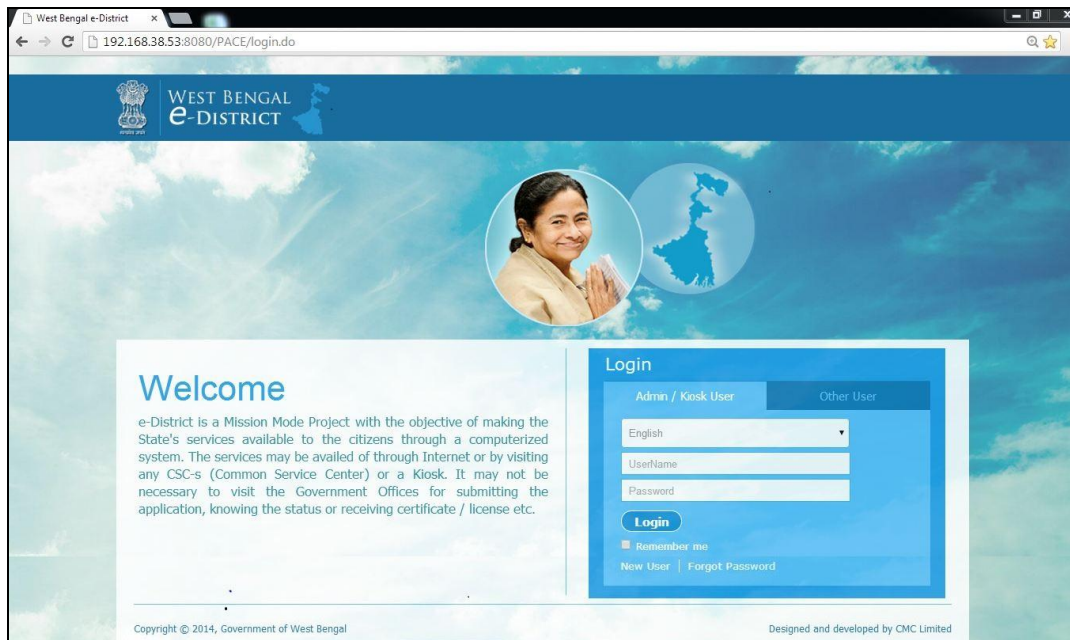 West Bengal e-District
192.168.38.53:8080/PACE/login.do
WEST BENGAL
e-DISTRICT
Welcome
e-District is a Mission Mode Project with the objective of making the
State's services available to the citizens through a computerized
system. The services may be availed of through Internet or by visiting
any CSC-s (Common Service Center) or a Kiosk. It may not be
necessary to visit the Government Offices for submitting the
application, knowing the status or receiving certificate / license etc.
Login
Admin / Kiosk User
Other User
English
UserName
Password
Login
Remember me
New User | Forgot Password
Copyright © 2014, Government of West Bengal
Designed and developed by CMC Limited